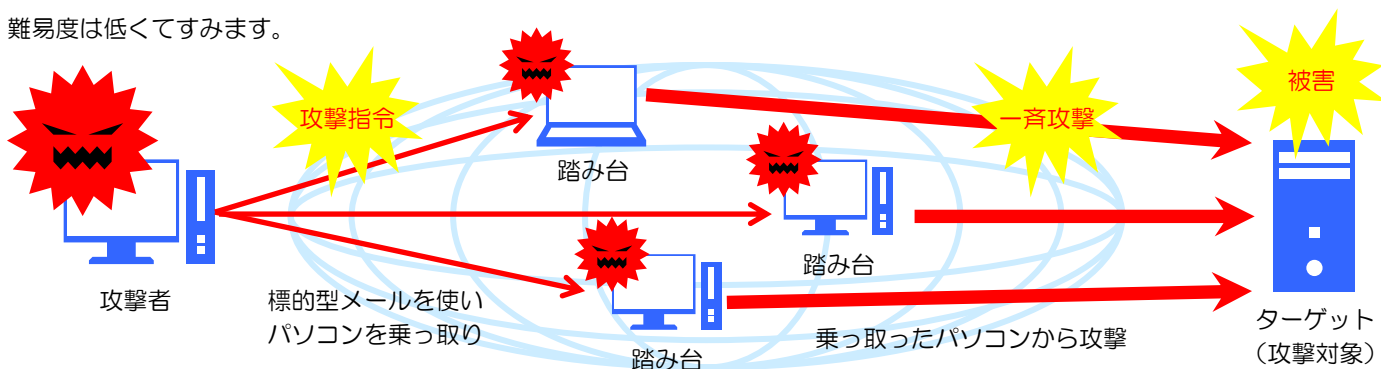 難易度は低くてすみます。
攻撃指令
一斉攻撃
被害
踏み台
踏み台
攻撃者
標的型メールを使い
パソコンを乗っ取り
踏み台
乗っ取ったパソコンから攻撃
ターゲット
（攻撃対象）